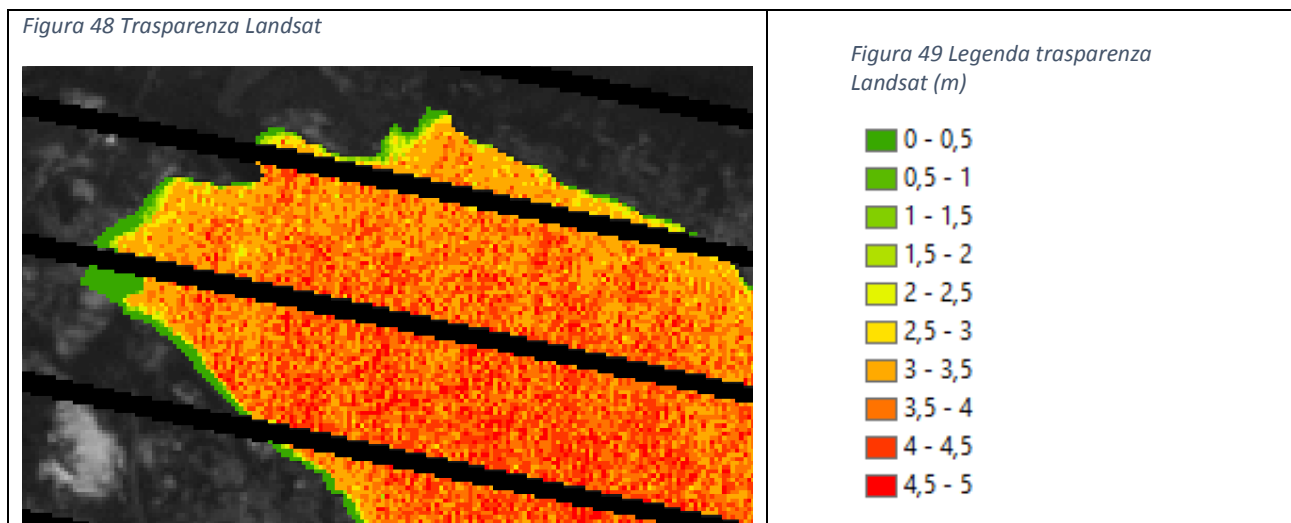 Figura 48 Trasparenza Landsat
Figura 49 Legenda trasparenza
Landsat (m)
0 - 0,5
0,5 - 1
1 - 1,5
1,5 - 2
2 - 2,5
2,5 - 3
3 - 3,5
3,5 - 4
4 - 4,5
4,5 - 5